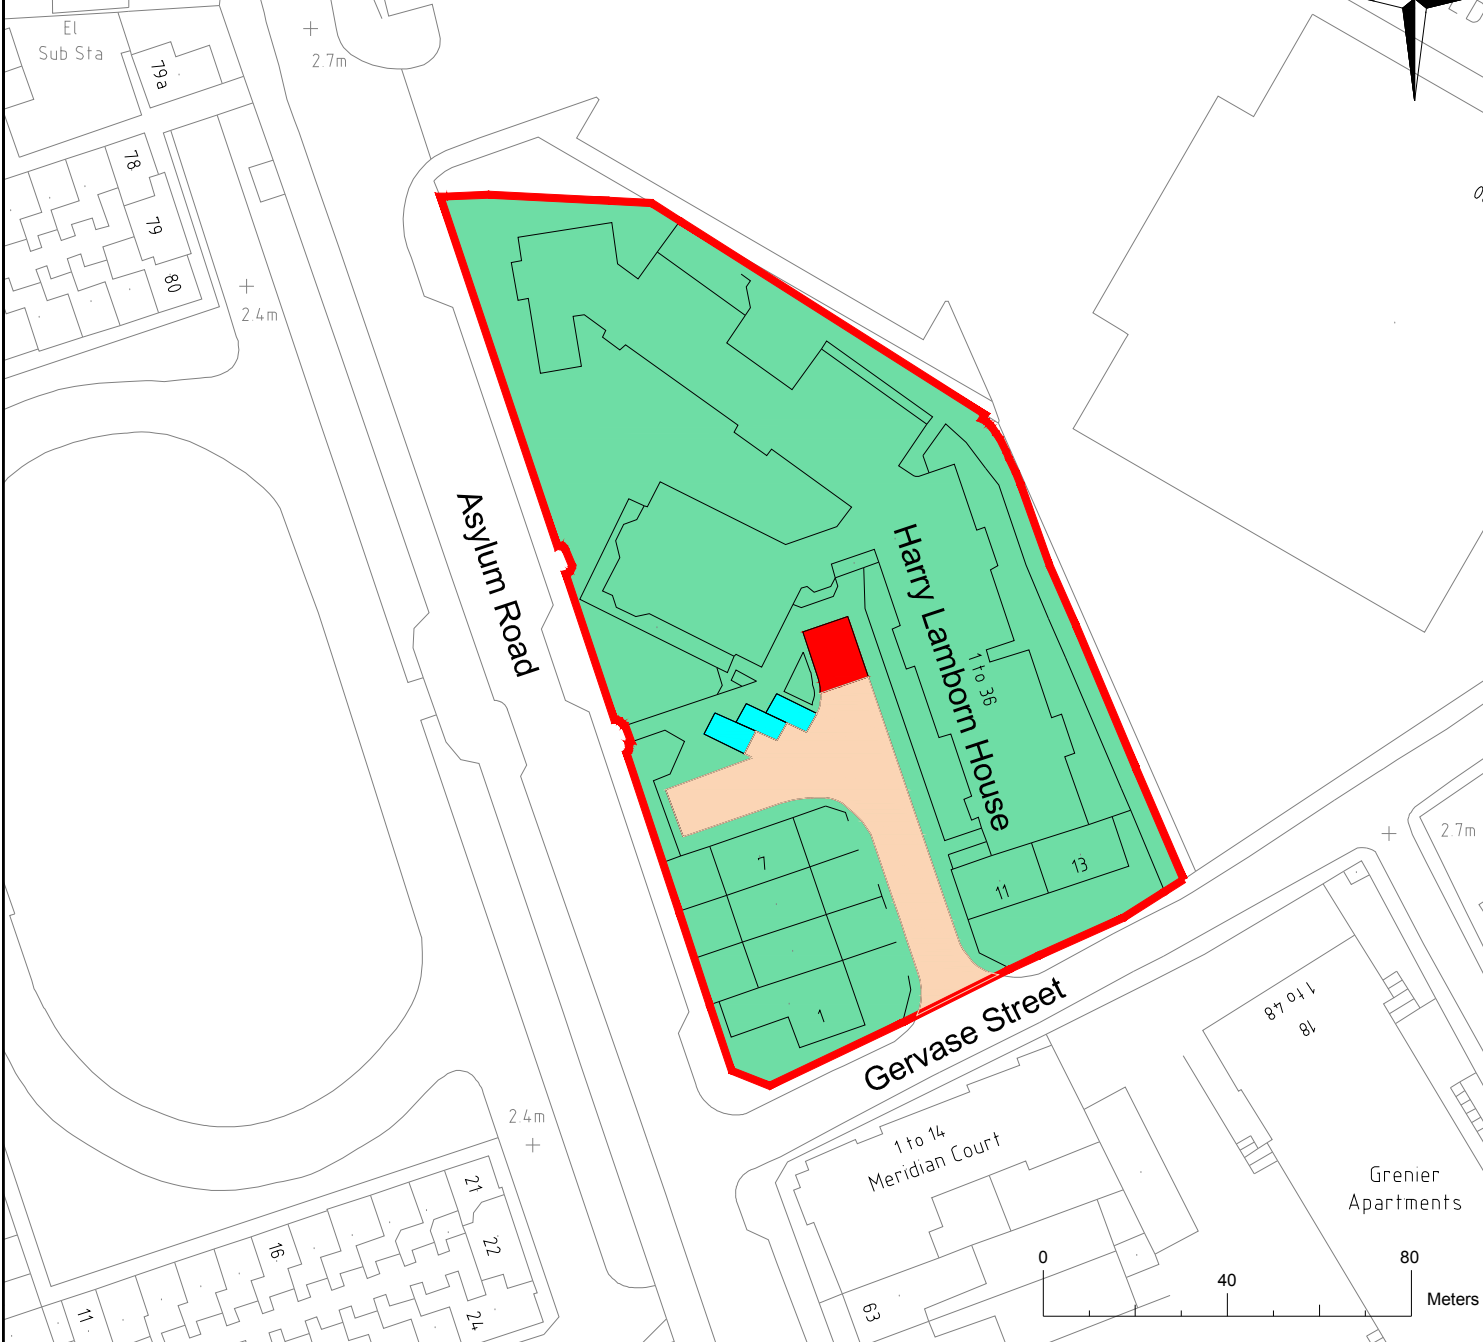 El
Sub Sta
79a
2.7m
78
79
80
2.4m
Asylum Road
Harry Lamborn House
1 to 36
7
11
13
1
2.7m
Gervase Street
1 to 48
18
2.4m
1 to 14
Meridian Court
Grenier
Apartments
21
22
16
24
11
63
0
40
80
Meters